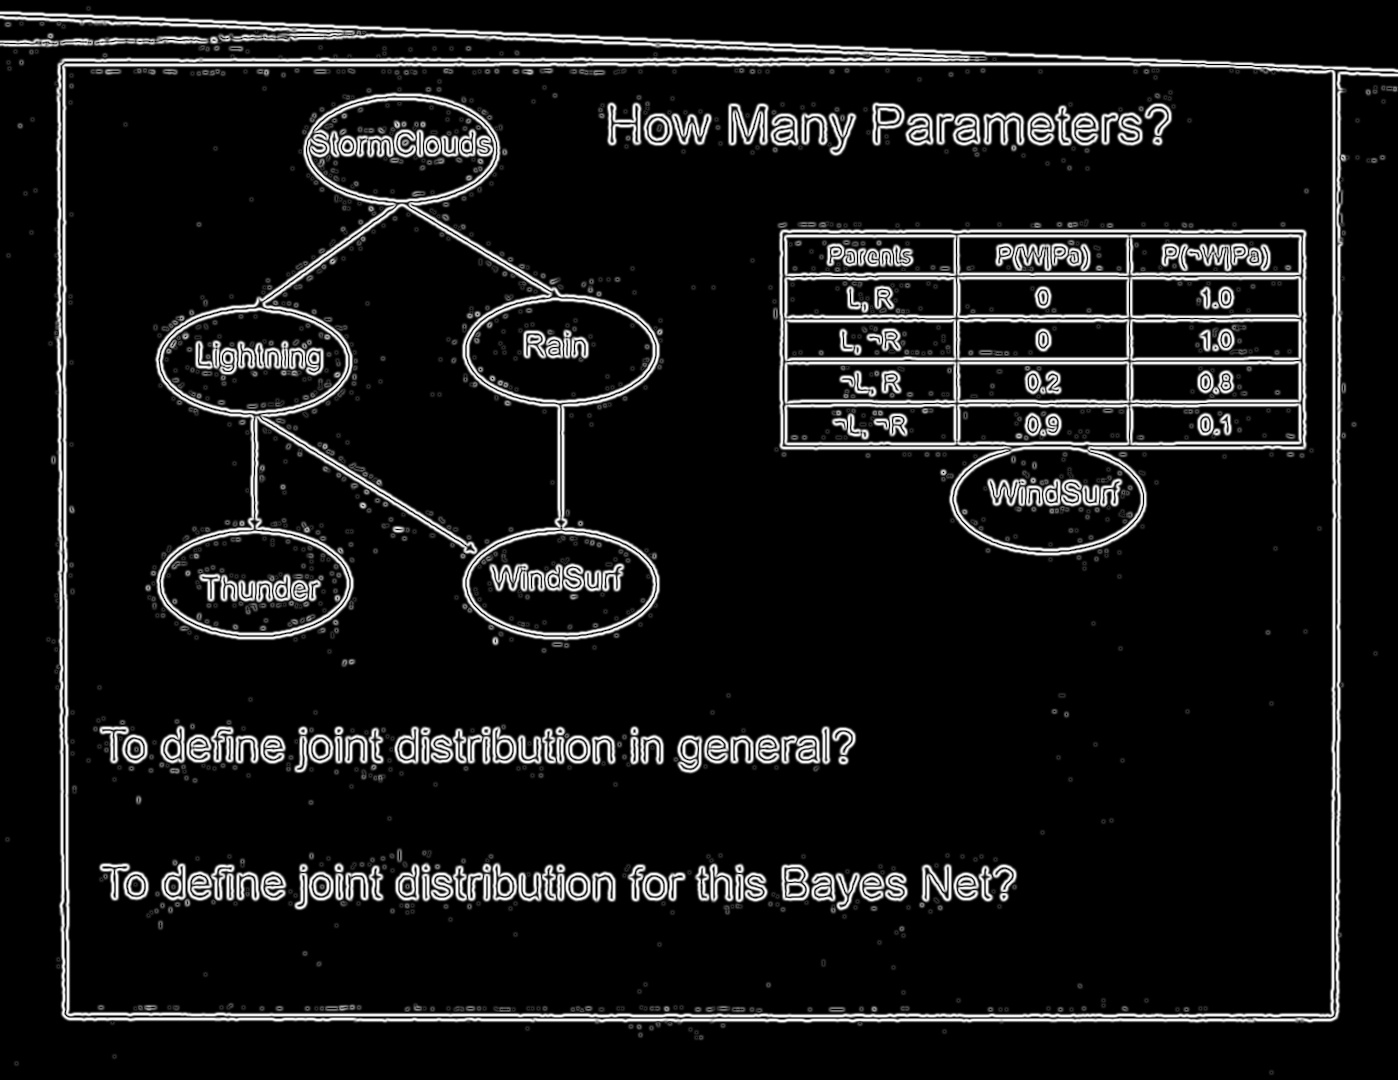 How Many Parameters?
StormClouds
Lightning
Rain
Thunder
WindSurf
Parents P(W|Pa) P(¬W|Pa)
L, R 0 1.0
L, ¬R 0 1.0
¬L, R 0.2 0.8
¬L, ¬R 0.9 0.1
WindSurf
To define joint distribution in general?
To define joint distribution for this Bayes Net?